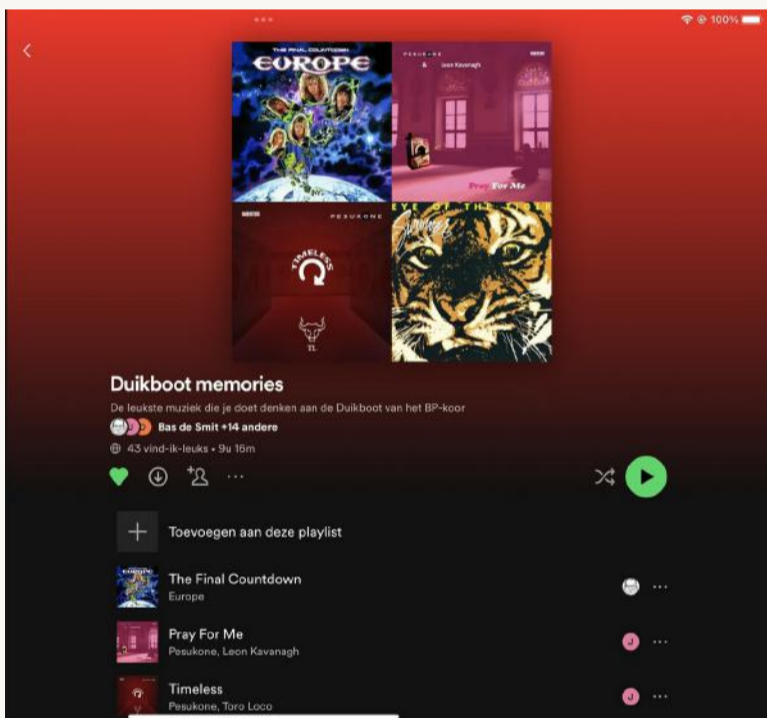 100%
THE FINAL COUNTDOWN
EUROPE
PESUKONE
& Leon Kavanagh
Pray For Me
PESUKONE
TIMELESS
TL
EYE OF THE TIGER
Survivor
Duikboot memories
De leukste muziek die je doet denken aan de Duikboot van het BP-koor
J J Bas de Smit +14 andere
43 vind-ik-leuks • 9u 16m
Toevoegen aan deze playlist
The Final Countdown
Europe
Pray For Me
Pesukone, Leon Kavanagh
J
Timeless
Pesukone, Toro Loco
J